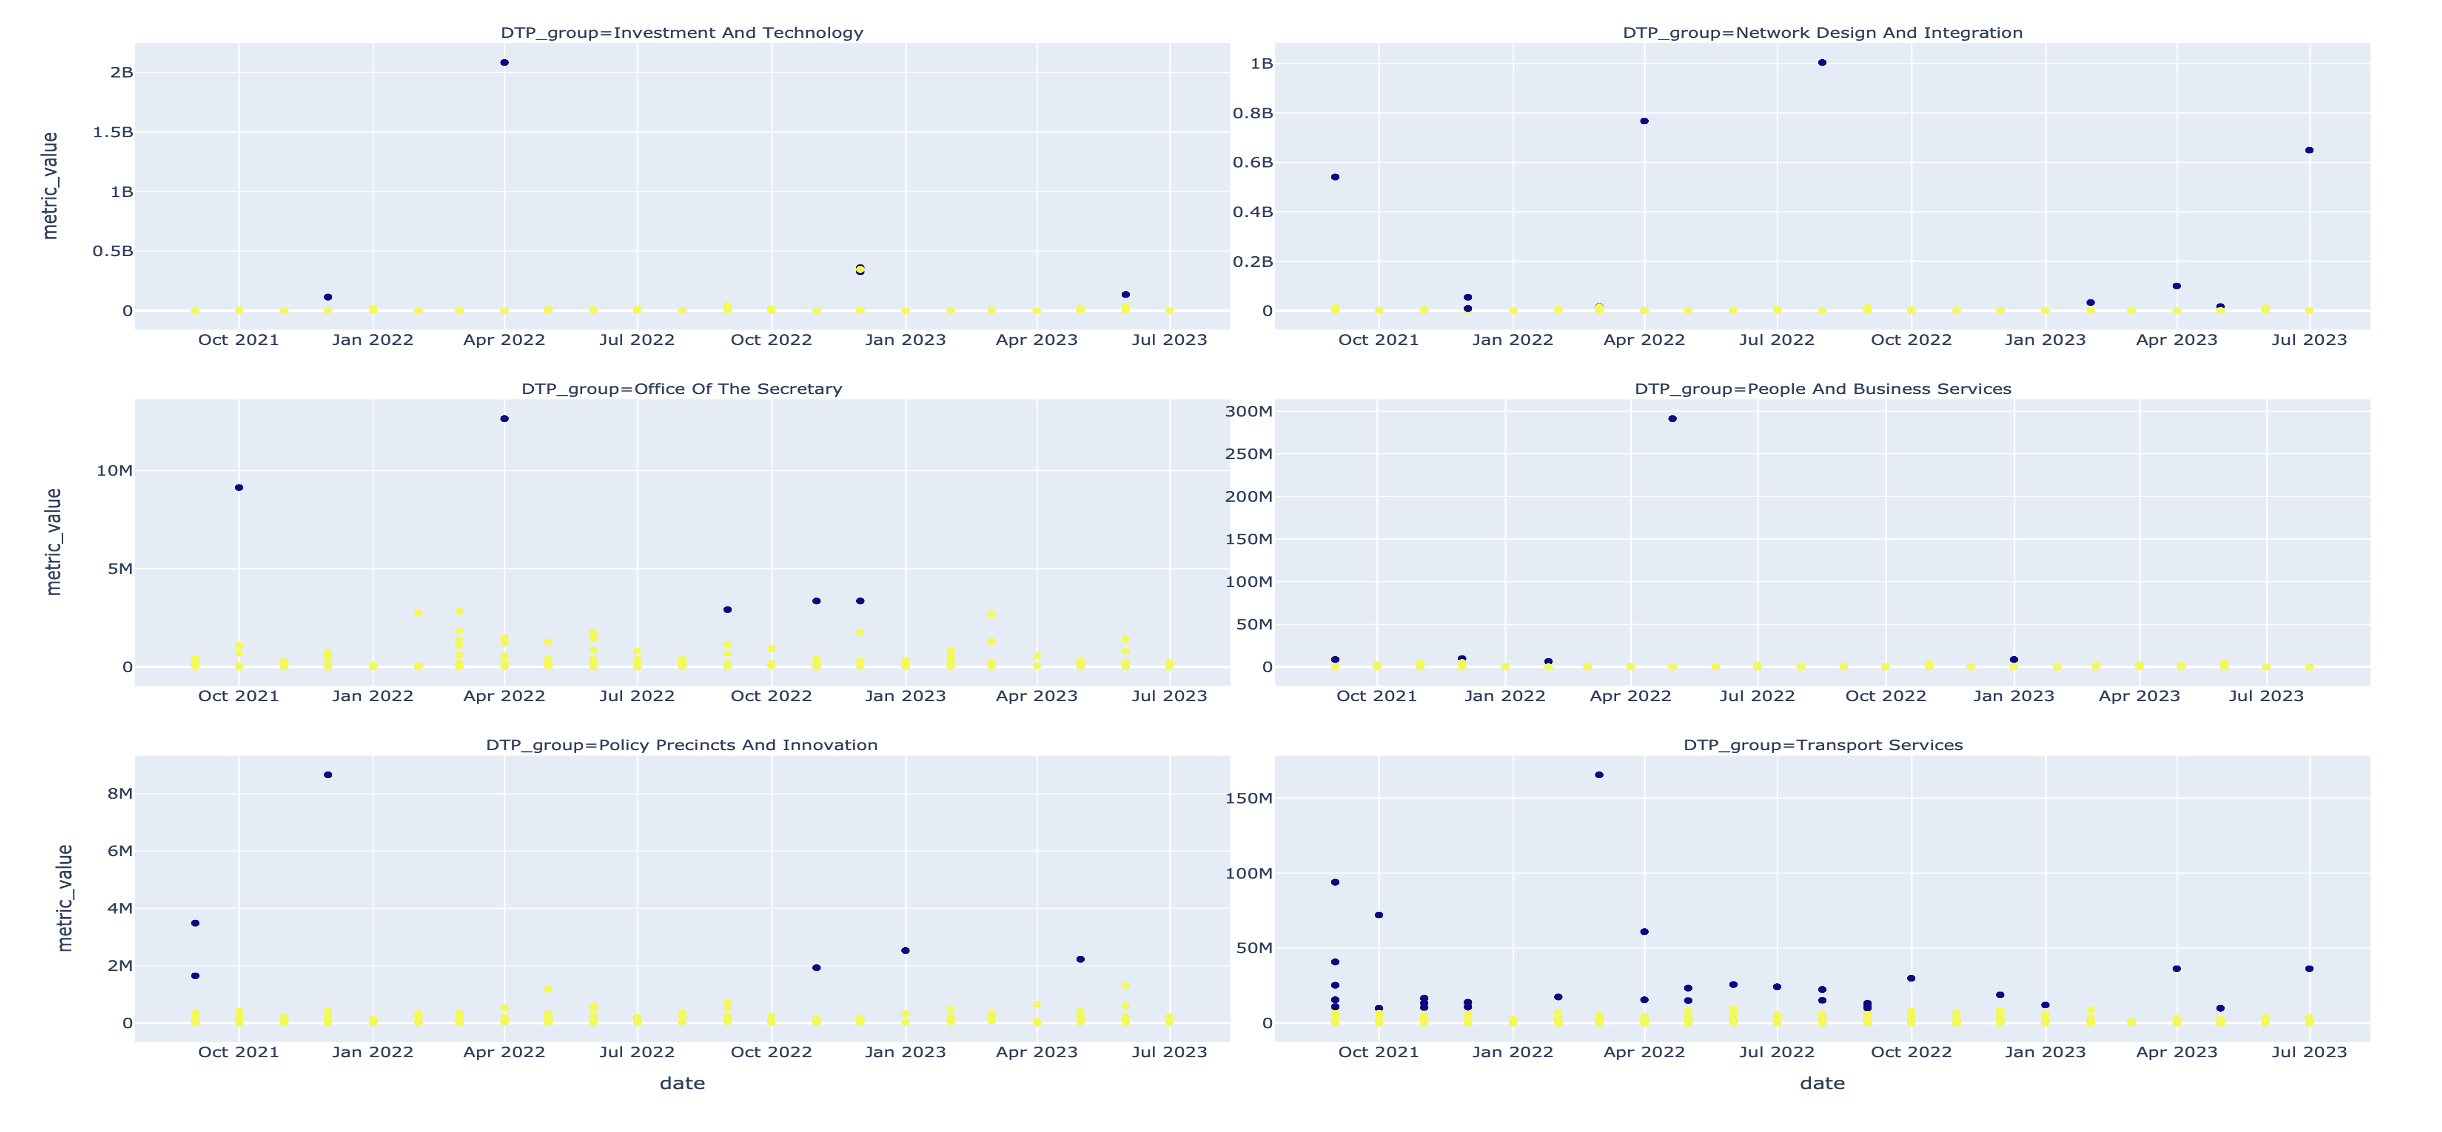 DTP_group=Investment And Technology
DTP_group=Network Design And Integration
metric_value
2B
1.5B
1B
0.5B
0
1B
0.8B
0.6B
0.4B
0.2B
0
Oct 2021 Jan 2022 Apr 2022 Jul 2022 Oct 2022 Jan 2023 Apr 2023 Jul 2023
Oct 2021 Jan 2022 Apr 2022 Jul 2022 Oct 2022 Jan 2023 Apr 2023 Jul 2023
DTP_group=Office Of The Secretary
DTP_group=People And Business Services
metric_value
10M
5M
0
300M
250M
200M
150M
100M
50M
0
Oct 2021 Jan 2022 Apr 2022 Jul 2022 Oct 2022 Jan 2023 Apr 2023 Jul 2023
Oct 2021 Jan 2022 Apr 2022 Jul 2022 Oct 2022 Jan 2023 Apr 2023 Jul 2023
DTP_group=Policy Precincts And Innovation
DTP_group=Transport Services
metric_value
8M
6M
4M
2M
0
150M
100M
50M
0
Oct 2021 Jan 2022 Apr 2022 Jul 2022 Oct 2022 Jan 2023 Apr 2023 Jul 2023
Oct 2021 Jan 2022 Apr 2022 Jul 2022 Oct 2022 Jan 2023 Apr 2023 Jul 2023
date
date